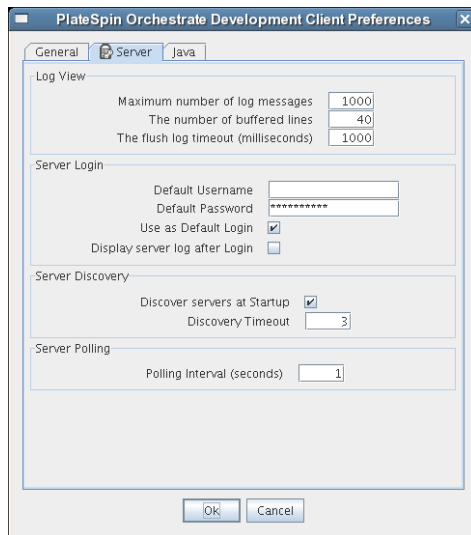 PlateSpin Orchestrate Development Client Preferences
General Server Java
Log View
Maximum number of log messages 1000
The number of buffered lines 40
The flush log timeout (milliseconds) 1000
Server Login
Default Username
Default Password **********
Use as Default Login
Display server log after Login
Server Discovery
Discover servers at Startup
Discovery Timeout 3
Server Polling
Polling Interval (seconds) 1
Ok Cancel